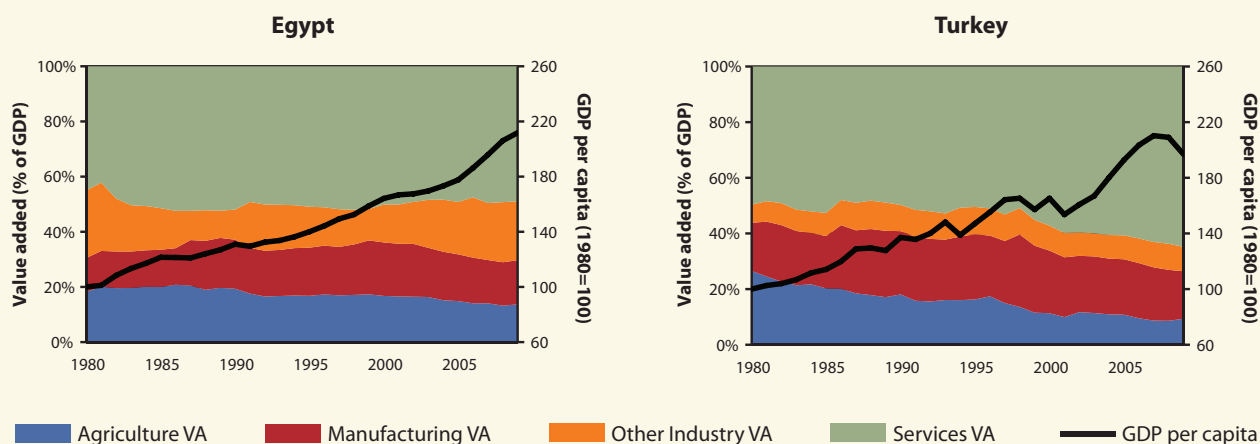 Egypt
Turkey
Value added (% of GDP)
100%
80%
60%
40%
20%
0%
260
220
180
140
100
60
GDP per capita (1980=100)
1980 1985 1990 1995 2000 2005
Value added (% of GDP)
100%
80%
60%
40%
20%
0%
260
220
180
140
100
60
GDP per capita (1980=100)
1980 1985 1990 1995 2000 2005
Agriculture VA Manufacturing VA Other Industry VA Services VA GDP per capita